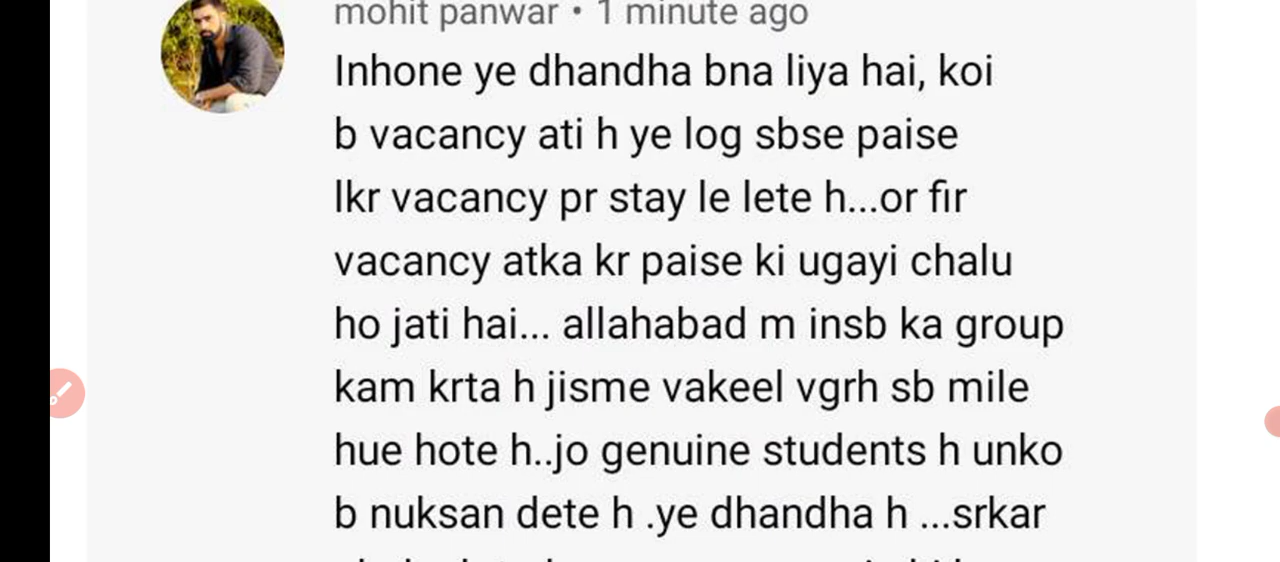 mohit panwar • 1 minute ago
Inhone ye dhandha bna liya hai, koi
b vacancy ati h ye log sbse paise
lkr vacancy pr stay le lete h...or fir
vacancy atka kr paise ki ugayi chalu
ho jati hai... allahabad m insb ka group
kam krta h jisme vakeel vgrh sb mile
hue hote h..jo genuine students h unko
b nuksan dete h .ye dhandha h ...srkar